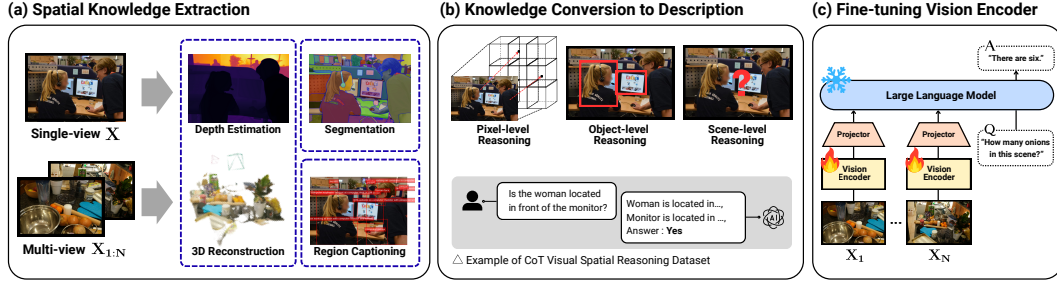 (a) Spatial Knowledge Extraction
Single-view X
Depth Estimation
Segmentation
Multi-view X1:N
3D Reconstruction
Region Captioning
(b) Knowledge Conversion to Description
Pixel-level
Reasoning
Object-level
Reasoning
Scene-level
Reasoning
?
Is the woman located
in front of the monitor?
Woman is located in...,
Monitor is located in ...,
Answer : Yes
AI
△ Example of CoT Visual Spatial Reasoning Dataset
(c) Fine-tuning Vision Encoder
A
"There are six."
Large Language Model
Projector
Projector
Q
"How many onions
in this scene?"
Vision
Encoder
Vision
Encoder
...
X1
XN